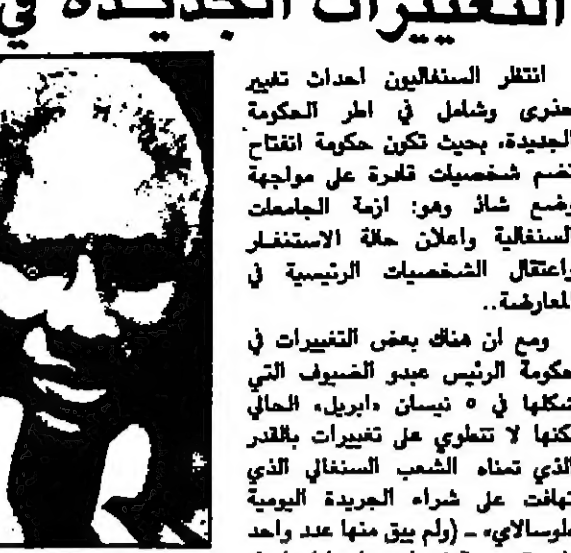 التغييرات الجديدة في
انتظر السنغاليون احداث تغيير
جذرى وشامل في اطر الحكومة
الجديدة، بحيث تكون حكومة انفتاح
تضم شخصيات قادرة على مواجهة
وضع شاذ وهو: ازمة الجامعات
السنغالية واعلان حالة الاستنفار
واعتقال الشخصيات الرئيسية في
المعارضة..
ومع ان هناك بعض التغييرات في
حكومة الرئيس عبدو الضيوف التي
شكلها في ٥ نيسان «ابريل» الحالي
لكنها لا تنطوي على تغييرات بالقدر
الذي تمناه الشعب السنغالي الذي
تهافت على شراء الجريدة اليومية
«لوسالاي» ـ (ولم يبق منها عدد واحد